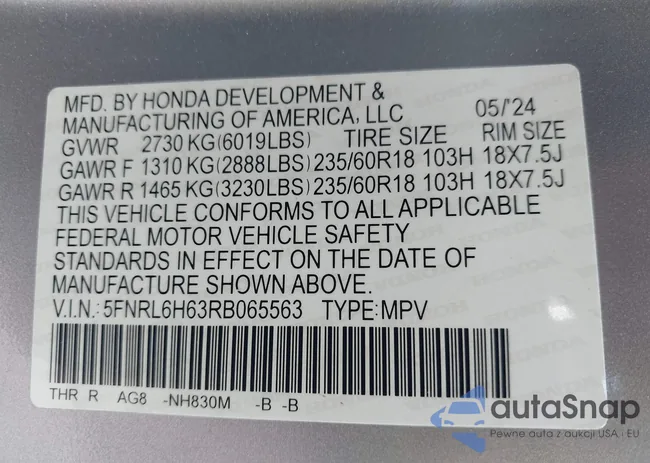 MFD. BY HONDA DEVELOPMENT &
MANUFACTURING OF AMERICA, LLC 05/'24
GVWR 2730 KG(6019LBS) TIRE SIZE RIM SIZE
GAWR F 1310 KG(2888LBS) 235/60R18 103H 18X7.5J
GAWR R 1465 KG(3230LBS) 235/60R18 103H 18X7.5J
THIS VEHICLE CONFORMS TO ALL APPLICABLE
FEDERAL MOTOR VEHICLE SAFETY
STANDARDS IN EFFECT ON THE DATE OF
MANUFACTURE SHOWN ABOVE.
V.I.N.: 5FNRL6H63RB065563 TYPE:MPV
THR R AG8 -NH830M -B -B
autaSnap
Pewne auta z aukcji USA i EU